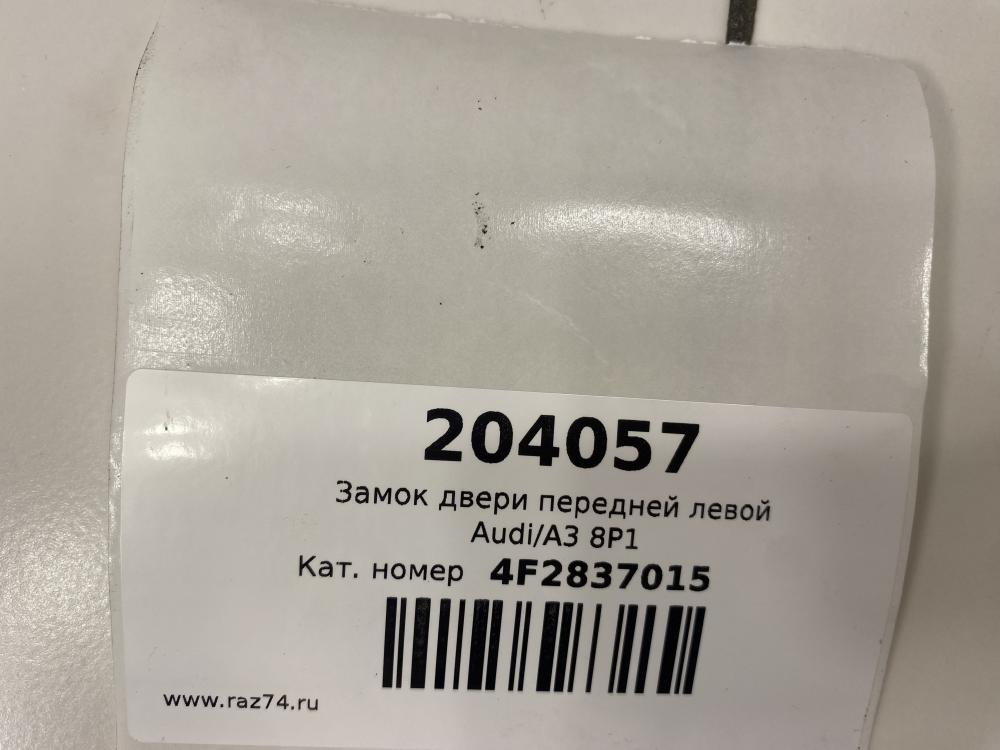 204057
Замок двери передней левой
Audi/A3 8P1
Кат. номер 4F2837015
www.raz74.ru